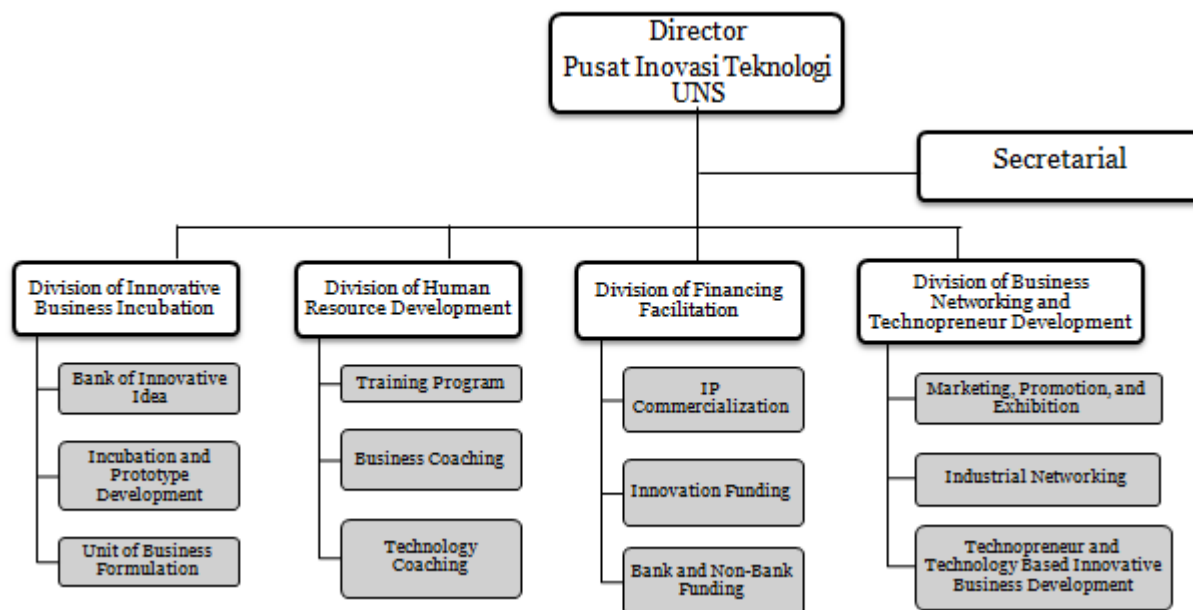 Director
Pusat Inovasi Teknologi
UNS
Secretarial
Division of Innovative
Business Incubation
Bank of Innovative
Idea
Incubation and
Prototype
Development
Unit of Business
Formulation
Division of Human
Resource Development
Training Program
Business Coaching
Technology
Coaching
Division of Financing
Facilitation
IP
Commercialization
Innovation Funding
Bank and Non-Bank
Funding
Division of Business
Networking and
Technopreneur Development
Marketing, Promotion, and
Exhibition
Industrial Networking
Technopreneur and
Technology Based Innovative
Business Development